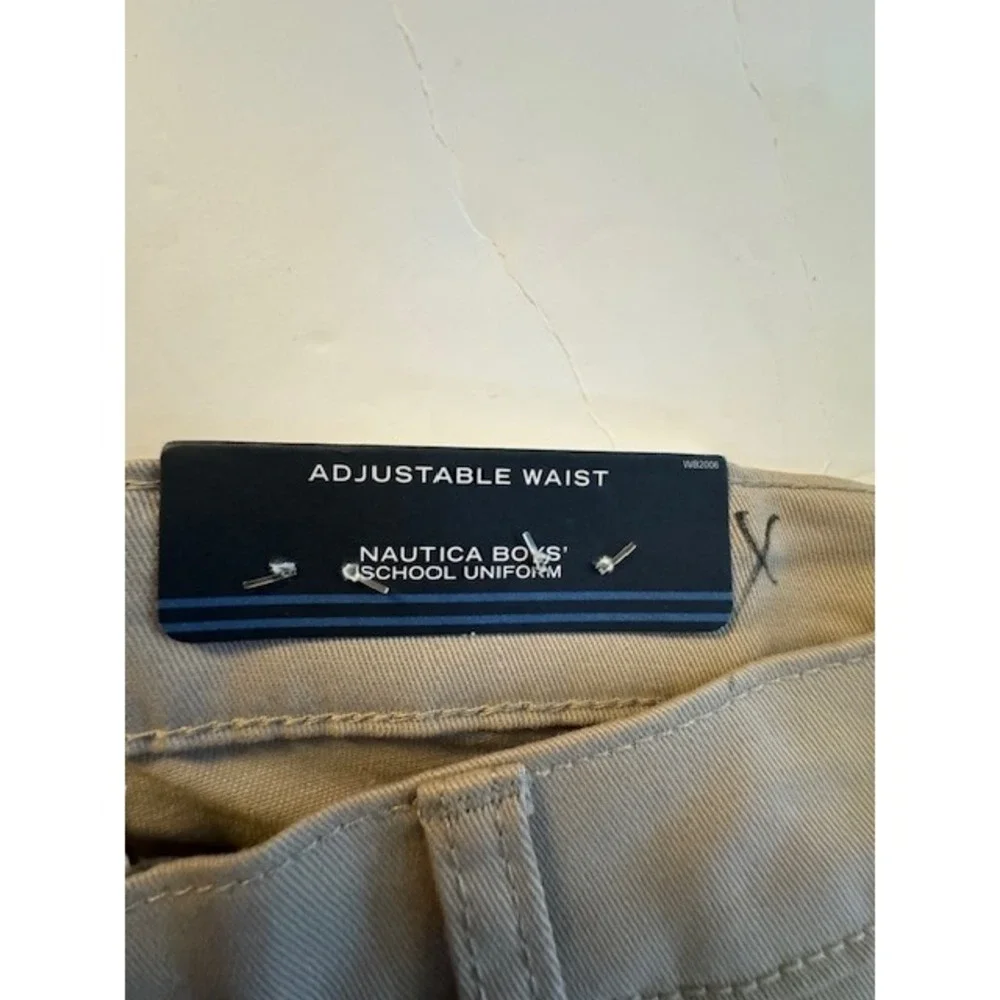 ADJUSTABLE WAIST
WB2006
NAUTICA BOYS'
SCHOOL UNIFORM
X